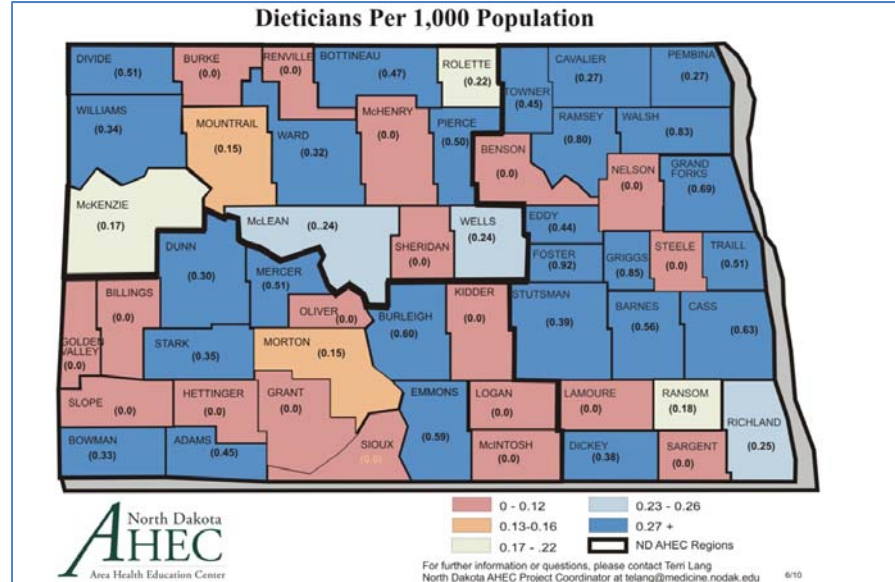 Dieticians Per 1,000 Population
DIVIDE
(0.51)
BURKE
(0.0)
RENVILLE
(0.0)
BOTTINEAU
(0.47)
ROLETTE
(0.22)
TOWNER
(0.45)
CAVALIER
(0.27)
PEMBINA
(0.27)
WILLIAMS
(0.34)
MOUNTRAIL
(0.15)
WARD
(0.32)
McHENRY
(0.0)
PIERCE
(0.50)
BENSON
(0.0)
RAMSEY
(0.80)
WALSH
(0.83)
NELSON
(0.0)
GRAND
FORKS
(0.69)
McKENZIE
(0.17)
McLEAN
(0..24)
SHERIDAN
(0.0)
WELLS
(0.24)
EDDY
(0.44)
FOSTER
(0.92)
GRIGGS
(0.85)
STEELE
(0.0)
TRAILL
(0.51)
DUNN
(0.30)
MERCER
(0.51)
OLIVER
(0.0)
BURLEIGH
(0.60)
KIDDER
(0.0)
STUTSMAN
(0.39)
BARNES
(0.56)
CASS
(0.63)
GOLDEN
VALLEY
(0.0)
BILLINGS
(0.0)
STARK
(0.35)
MORTON
(0.15)
SLOPE
(0.0)
HETTINGER
(0.0)
GRANT
(0.0)
SIOUX
(0.0)
EMMONS
(0.59)
LOGAN
(0.0)
LAMOURE
(0.0)
RANSOM
(0.18)
RICHLAND
(0.25)
BOWMAN
(0.33)
ADAMS
(0.45)
McINTOSH
(0.0)
DICKEY
(0.38)
SARGENT
(0.0)
North Dakota
AHEC
Area Health Education Center
0 - 0.12
0.13-0.16
0.17 - .22
0.23 - 0.26
0.27 +
ND AHEC Regions
For further information or questions, please contact Terri Lang
North Dakota AHEC Project Coordinator at telang@medicine.nodak.edu
6/10